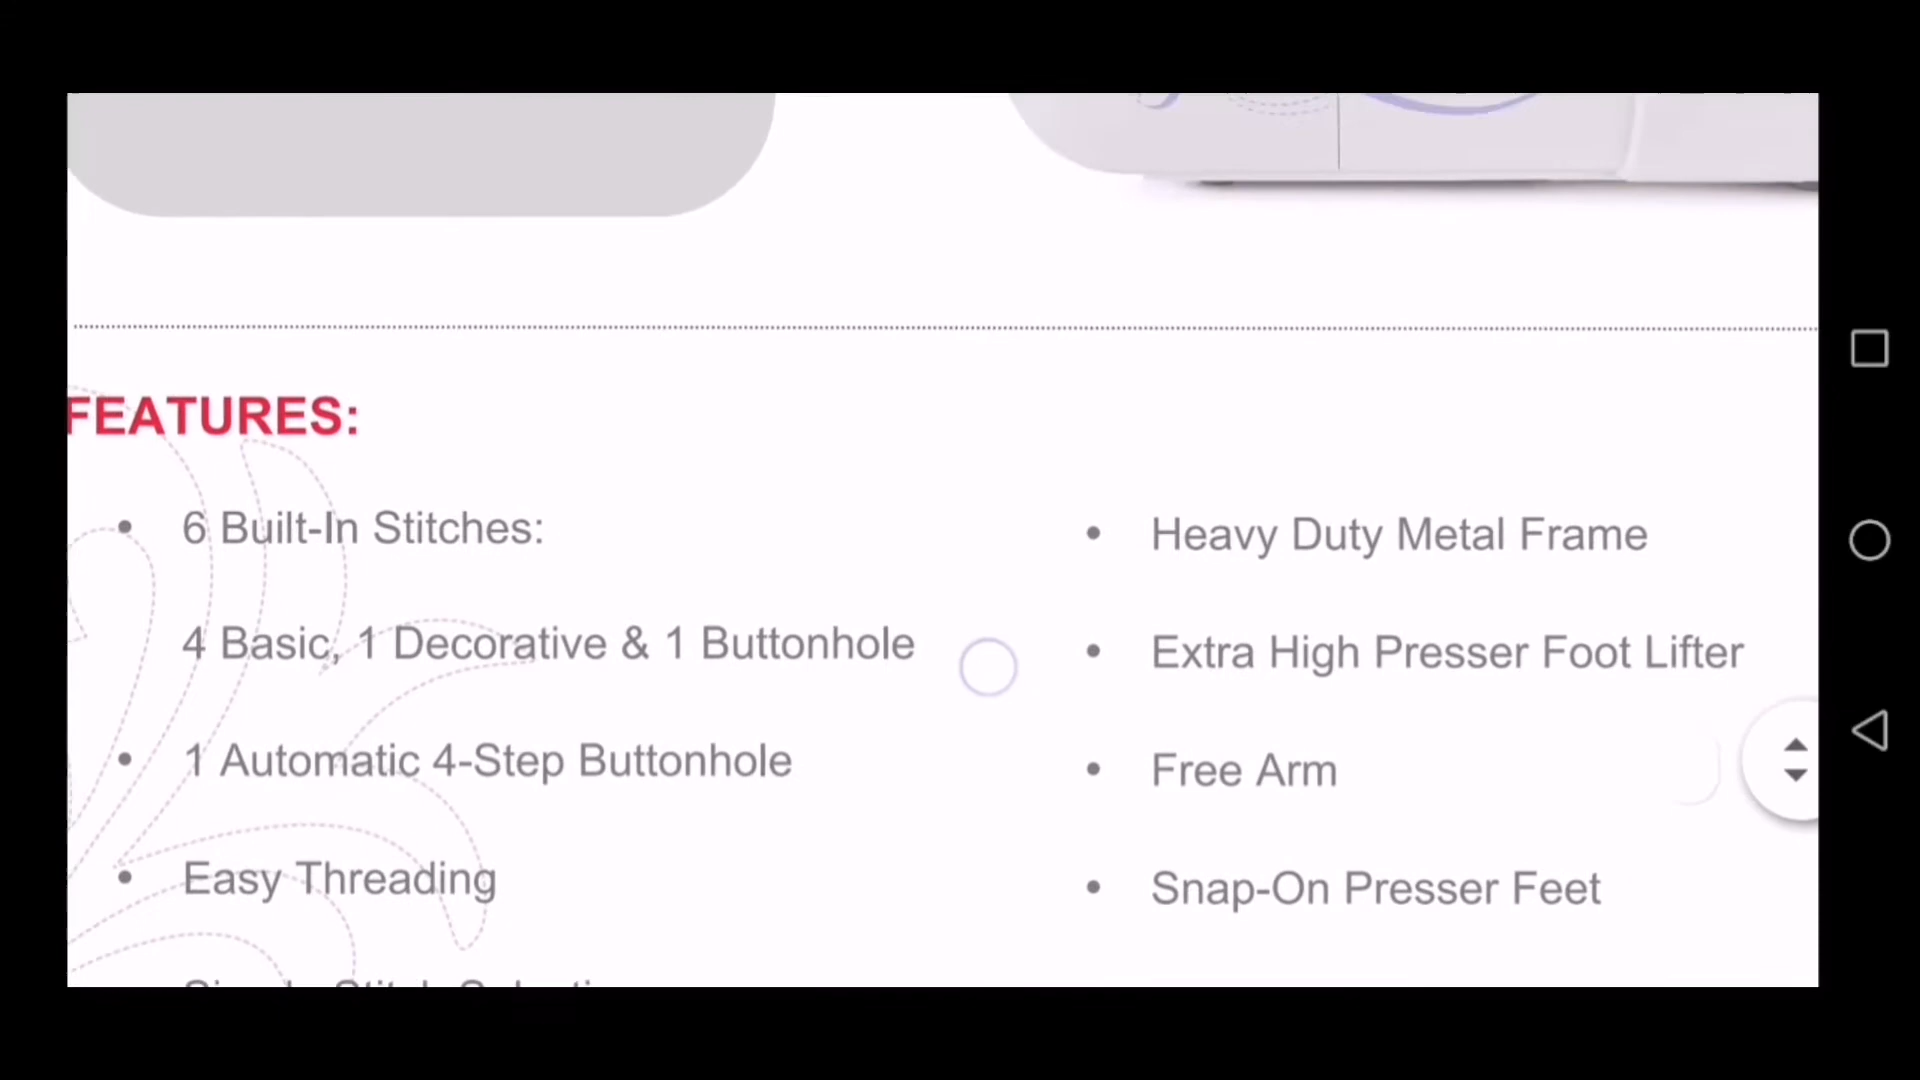 FEATURES:
6 Built-In Stitches:
4 Basic, 1 Decorative & 1 Buttonhole
• 1 Automatic 4-Step Buttonhole
• Easy Threading
• Heavy Duty Metal Frame
• Extra High Presser Foot Lifter
• Free Arm
• Snap-On Presser Feet